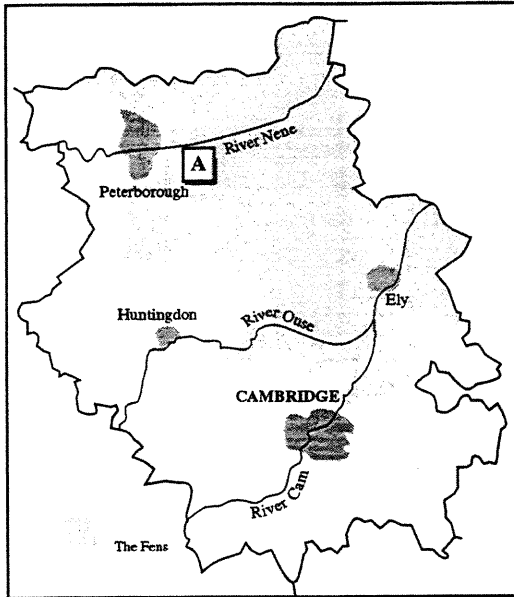 A
River Nene
Peterborough
Ely
Huntingdon
River Ouse
CAMBRIDGE
River Cam
The Fens